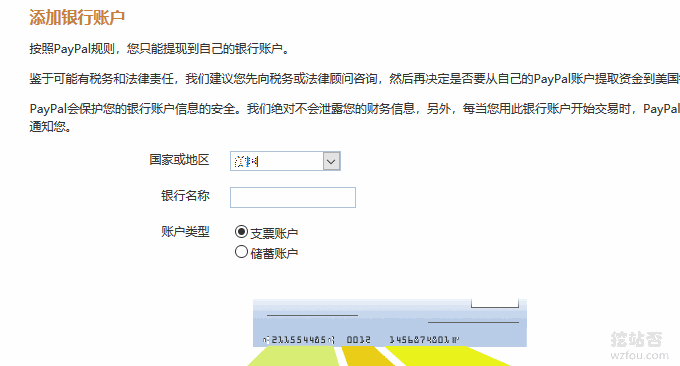 添加银行账户
按照PayPal规则，您只能提现到自己的银行账户。
鉴于可能有税务和法律责任，我们建议您先向税务或法律顾问咨询，然后再决定是否要从自己的PayPal账户提取资金到美国
PayPal会保护您的银行账户信息的安全。我们绝对不会泄露您的财务信息，另外，每当您用此银行账户开始交易时，PayPal
通知您。
国家或地区
银行名称
账户类型
支票账户
储蓄账户
211554485 0012
挖站否
wzfou.com